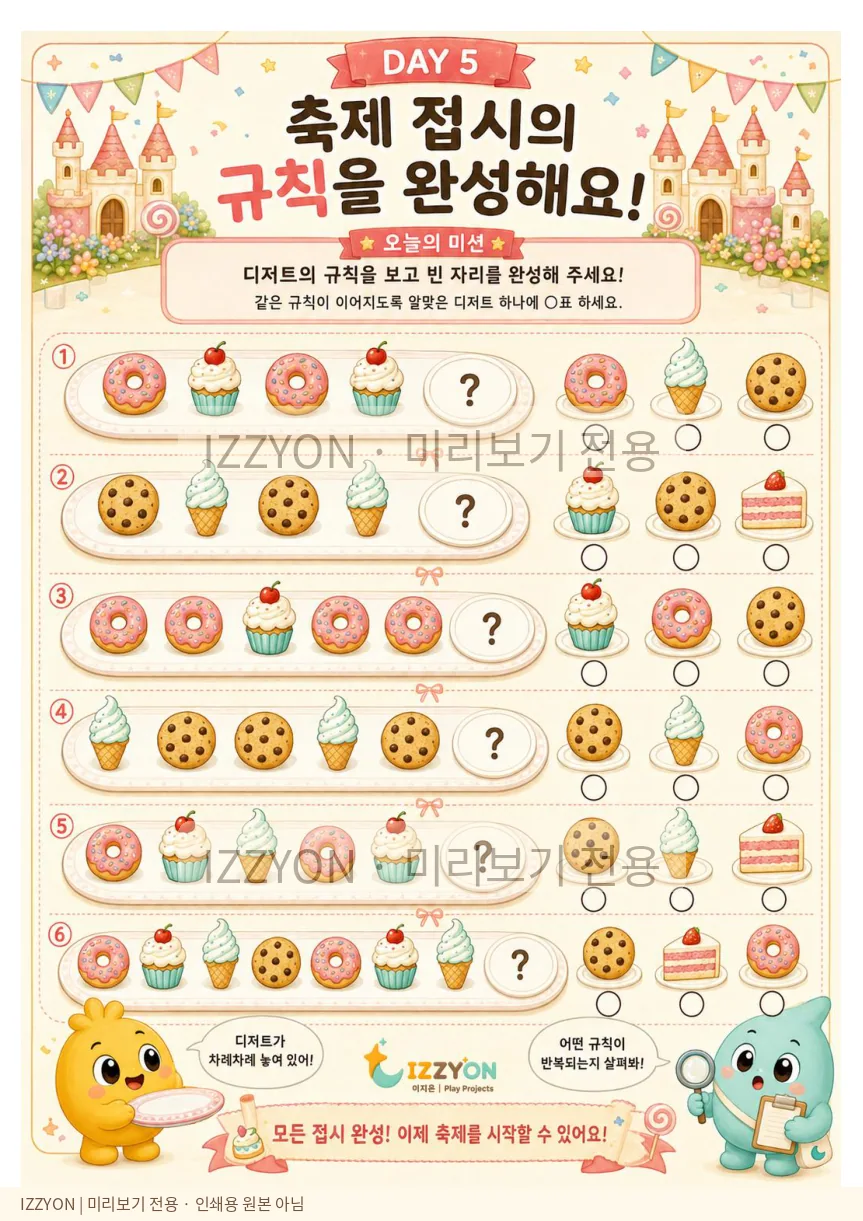 DAY 5
축제 접시의
규칙을 완성해요!
오늘의 미션
디저트의 규칙을 보고 빈 자리를 완성해 주세요!
같은 규칙이 이어지도록 알맞은 디저트 하나에 ○표 하세요.
1
?
IZZYON · 미리보기 전용
2
?
3
?
4
?
5
?
IZZYON · 미리보기 전용
6
?
디저트가
차례차례 놓여 있어!
IZZYON
이지온 | Play Projects
어떤 규칙이
반복되는지 살펴봐!
모든 접시 완성! 이제 축제를 시작할 수 있어요!
IZZYON | 미리보기 전용 · 인쇄용 원본 아님